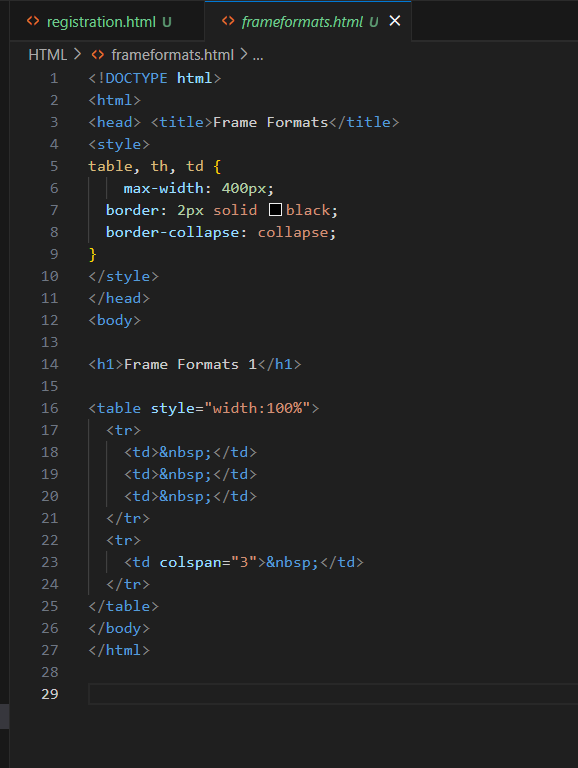 registration.html U
frameformats.html U
HTML > frameformats.html > ...
1 <!DOCTYPE html>
2 <html>
3 <head> <title>Frame Formats</title>
4 <style>
5 table, th, td {
6     max-width: 400px;
7   border: 2px solid black;
8   border-collapse: collapse;
9 }
10 </style>
11 </head>
12 <body>
13
14 <h1>Frame Formats 1</h1>
15
16 <table style="width:100%">
17   <tr>
18     <td>&nbsp;</td>
19     <td>&nbsp;</td>
20     <td>&nbsp;</td>
21   </tr>
22   <tr>
23     <td colspan="3">&nbsp;</td>
24   </tr>
25 </table>
26 </body>
27 </html>
28
29